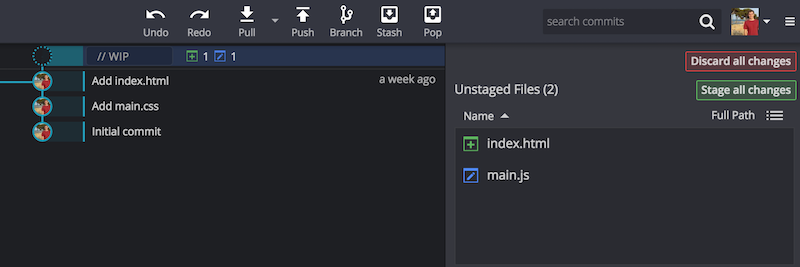 Undo Redo Pull Push Branch Stash Pop
search commits
// WIP 1 1
Discard all changes
Add index.html a week ago
Unstaged Files (2) Stage all changes
Add main.css
Name Full Path
Initial commit
index.html
main.js